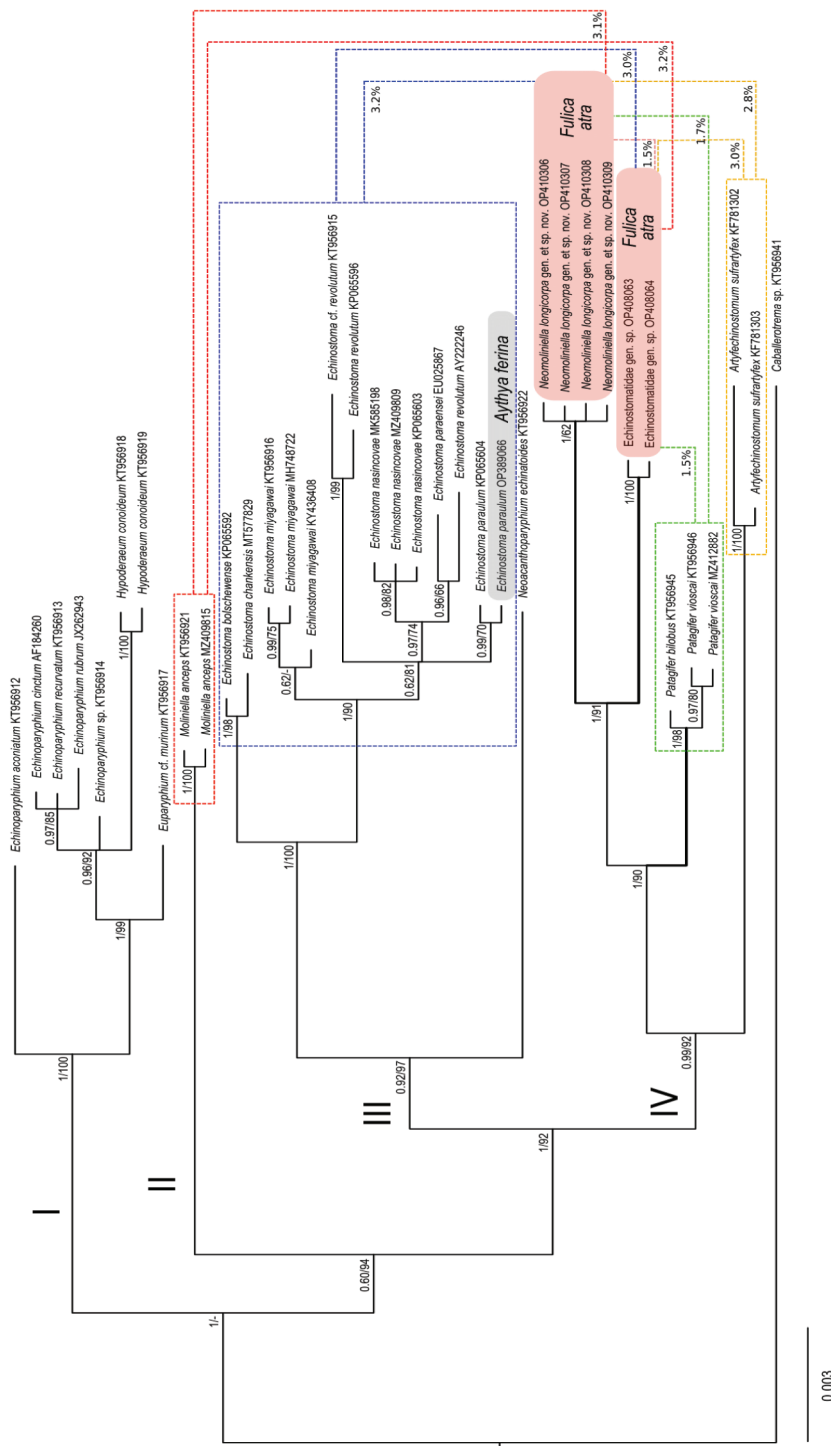 Echinoparyphium aconiatum KT956912
Echinoparyphium cinctum AF184260
Echinoparyphium recurvatum KT956913
Echinoparyphium rubrum JX262943
Echinoparyphium sp. KT956914
Hypoderaeum conoideum KT956918
Hypoderaeum conoideum KT956919
Euparyphium cf. murinum KT956917
0.97/85
0.96/92
1/100
1/99
1/100
I
Moliniella anceps KT956921
Moliniella anceps MZ409815
1/100
II
Echinostoma bolschewense KP065592
Echinostoma chankensis MT577829
1/98
Echinostoma miyagawai KT956916
Echinostoma miyagawai MH748722
Echinostoma miyagawai KY436408
0.99/75
0.62/-
Echinostoma cf. revolutum KT956915
Echinostoma revolutum KP065596
1/99
Echinostoma nasincovae MK585198
Echinostoma nasincovae MZ409809
Echinostoma nasincovae KP065603
0.98/82
Echinostoma paraensei EU025867
Echinostoma revolutum AY222246
0.96/66
0.97/74
Echinostoma paraulum KP065604
Echinostoma paraulum OP389066
Aythya ferina
0.99/70
0.62/81
1/90
1/100
Neoacanthoparyphium echinatoides KT956922
0.92/97
III
Neomoliniella longicorpa gen. et sp. nov. OP410306
Neomoliniella longicorpa gen. et sp. nov. OP410307
Neomoliniella longicorpa gen. et sp. nov. OP410308
Neomoliniella longicorpa gen. et sp. nov. OP410309
Fulica
atra
1/62
Echinostomatidae gen. sp. OP408063
Echinostomatidae gen. sp. OP408064
Fulica
atra
1/100
1/91
Patagifer bilobus KT956945
Patagifer vioscai KT956946
Patagifer vioscai MZ412882
1/98
0.97/80
1/90
Artyfechinostomum sufrartyfex KF781302
Artyfechinostomum sufrartyfex KF781303
1/100
0.99/92
IV
1/92
0.60/94
1/-
Caballerotrema sp. KT956941
3.1%
3.0%
3.2%
3.2%
1.5%
1.7%
2.8%
3.0%
1.5%
0.003